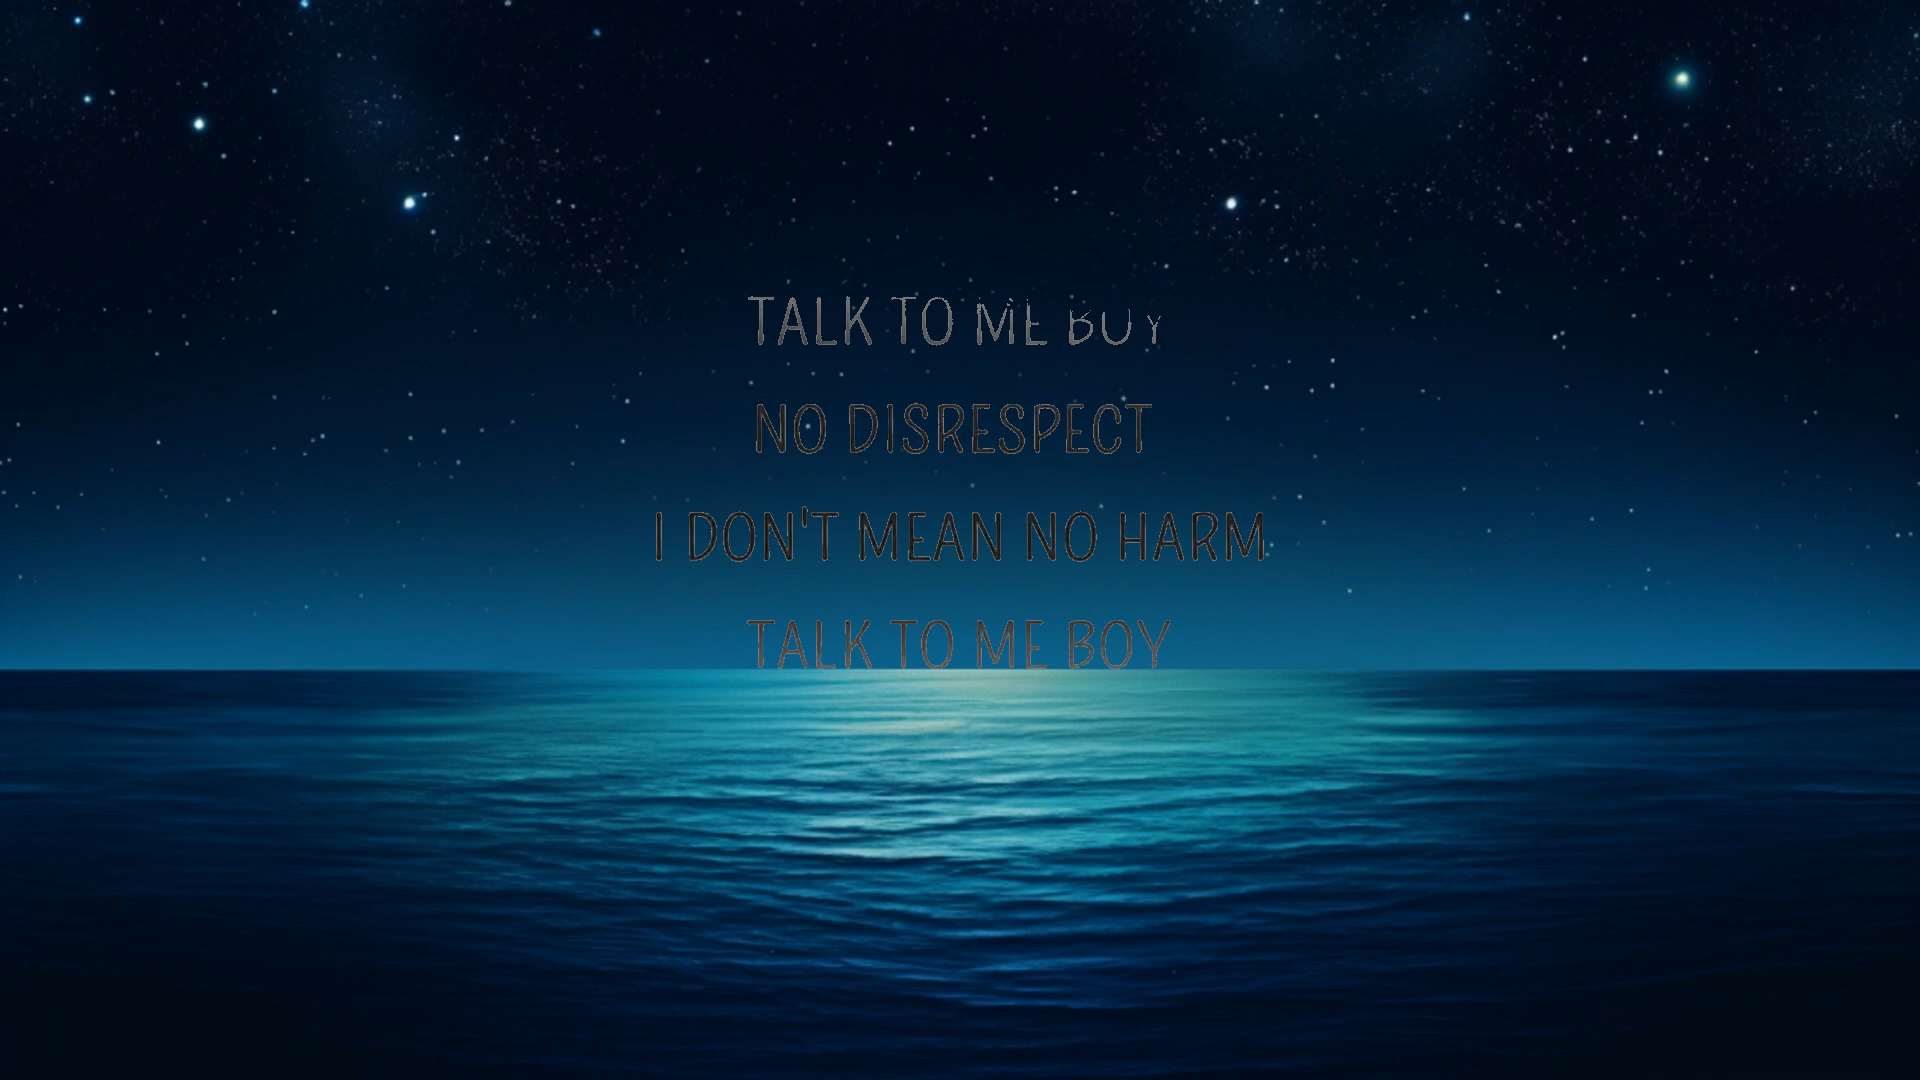 TALK TO ME BOY
NO DISRESPECT
I DON'T MEAN NO HARM
TALK TO ME BOY